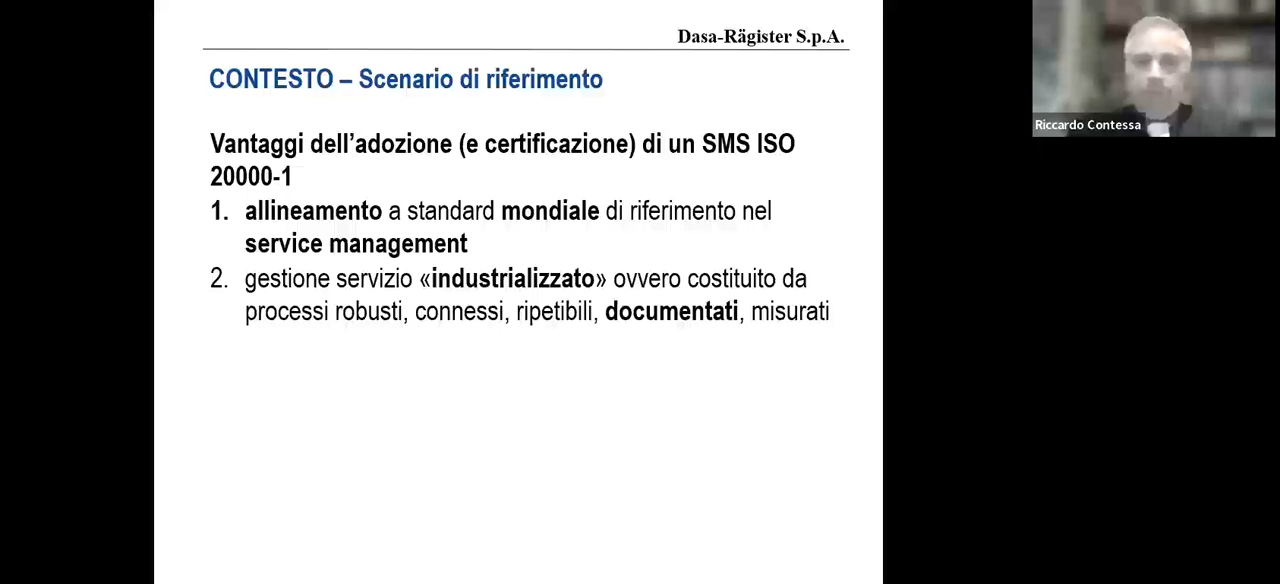 Dasa-Rägister S.p.A.
CONTESTO – Scenario di riferimento
Vantaggi dell’adozione (e certificazione) di un SMS ISO
20000-1
1. allineamento a standard mondiale di riferimento nel
service management
2. gestione servizio «industrializzato» ovvero costituito da
processi robusti, connessi, ripetibili, documentati, misurati
Riccardo Contessa